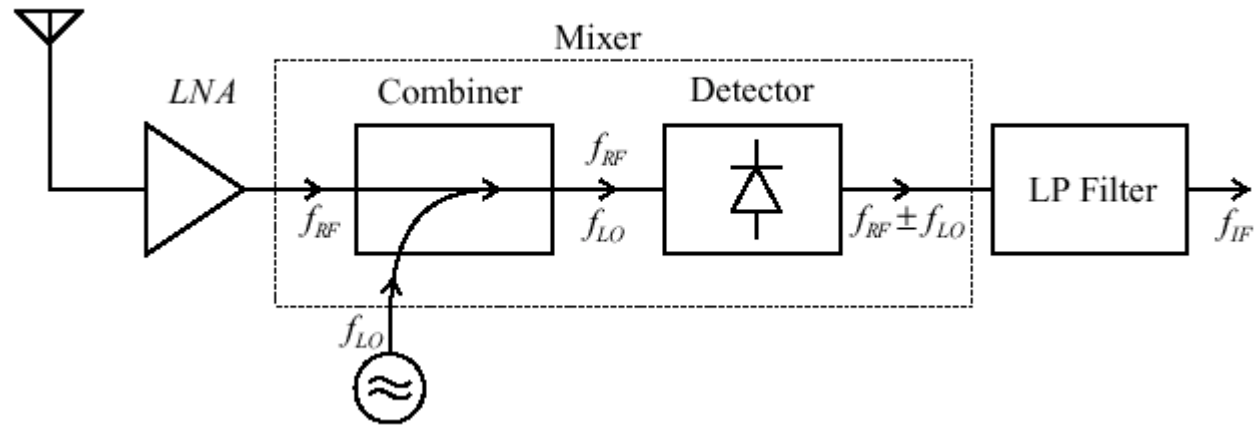 Mixer
LNA
Combiner
Detector
f_RF
f_RF
f_LO
f_RF ± f_LO
LP Filter
f_IF
f_LO